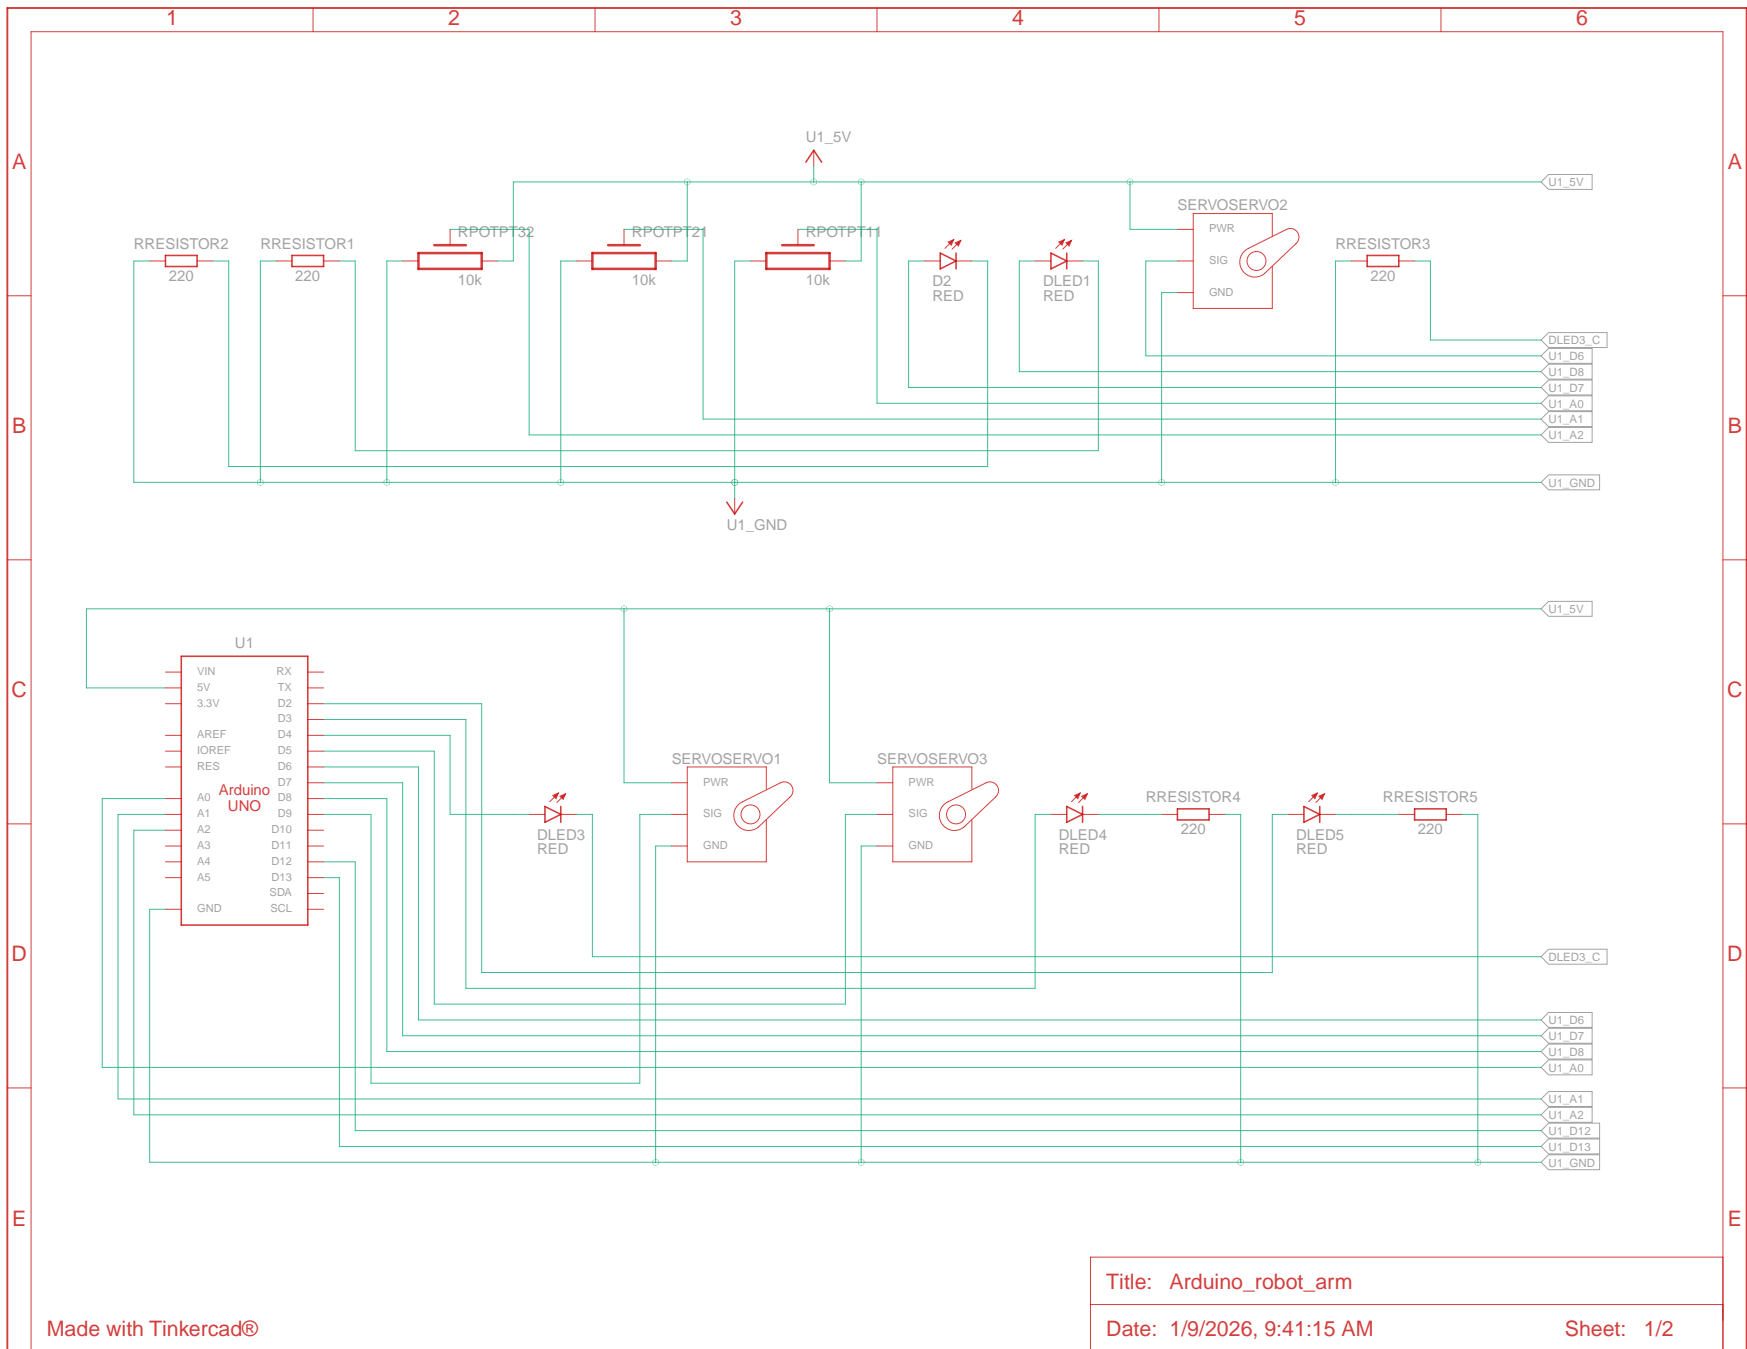 1 2 3 4 5 6
A A
U1_5V
U1_5V
SERVOSERVO2
RRESISTOR2 RRESISTOR1 RPOTPT32 RPOTPT21 RPOTPT11 PWR RRESISTOR3
SIG
220 220 10k 10k 10k D2 DLED1 220
RED RED GND
DLED3_C
U1_D6
U1_D8
U1_D7
U1_A0
B U1_A1 B
U1_A2
U1_GND
U1_GND
U1_5V
U1
VIN RX
C 5V TX C
3.3V D2
D3
AREF D4
IOREF D5
RES D6
SERVOSERVO1 SERVOSERVO3
D7 PWR PWR
Arduino
UNO
A0 D8 RRESISTOR4 RRESISTOR5
A1 D9 SIG SIG
A2 D10 DLED3 DLED4 220 DLED5 220
RED RED RED
A3 D11 GND GND
A4 D12
A5 D13
SDA
GND SCL
D DLED3_C D
U1_D6
U1_D7
U1_D8
U1_A0
U1_A1
U1_A2
U1_D12
U1_D13
U1_GND
E E
Title: Arduino_robot_arm
Made with Tinkercad® Date: 1/9/2026, 9:41:15 AM Sheet: 1/2